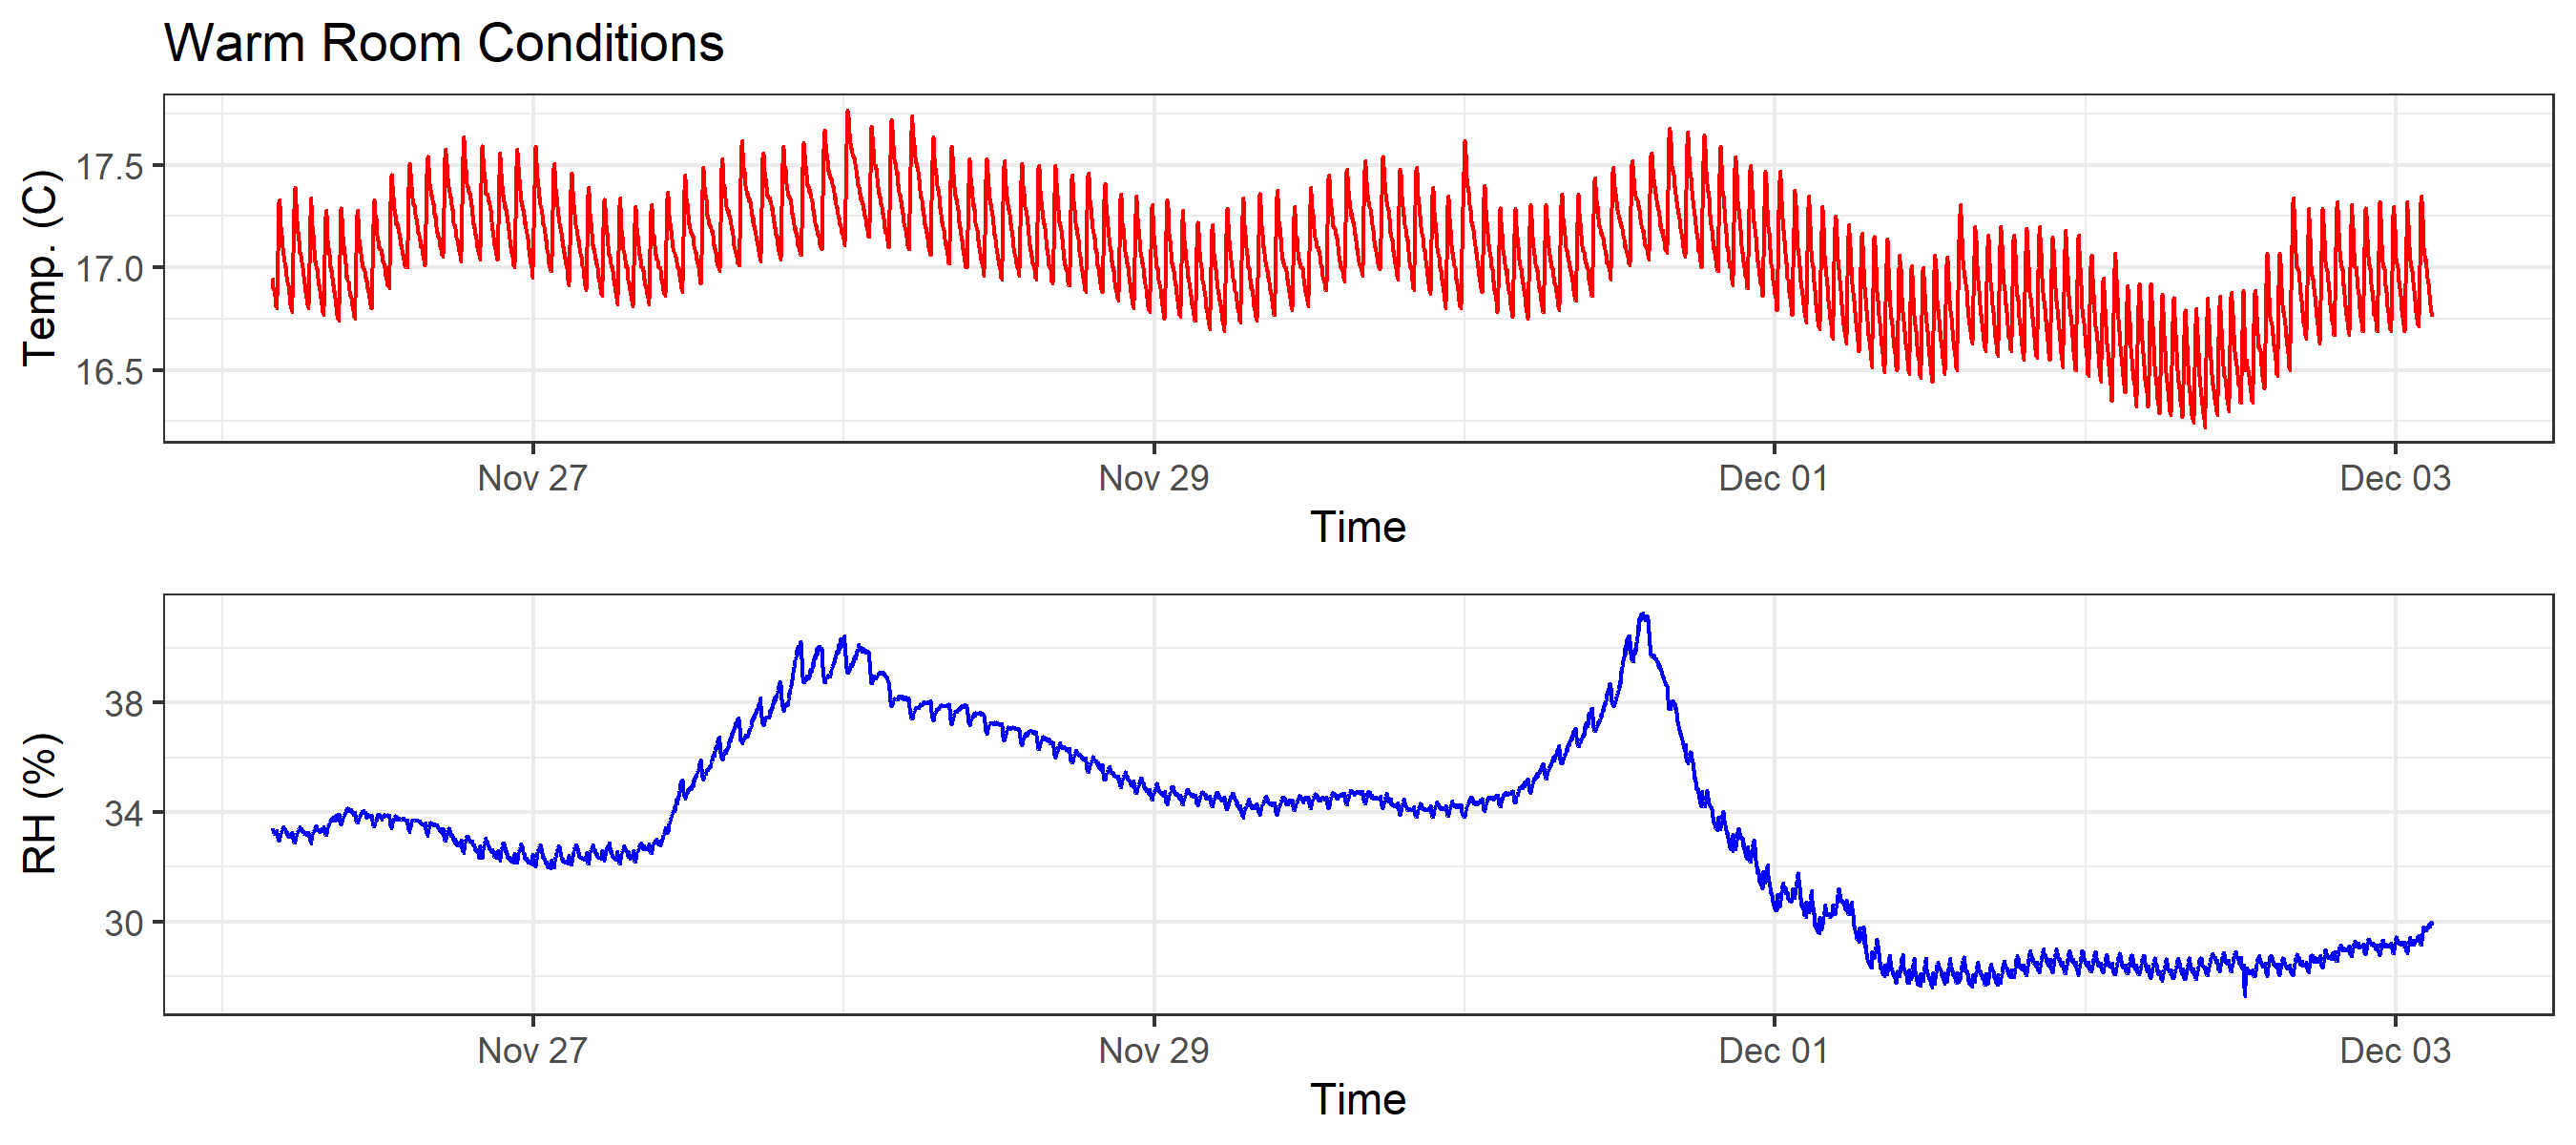 Warm Room Conditions
Temp. (C)
17.5
17.0
16.5
Nov 27 Nov 29 Dec 01 Dec 03
Time
RH (%)
38
34
30
Nov 27 Nov 29 Dec 01 Dec 03
Time